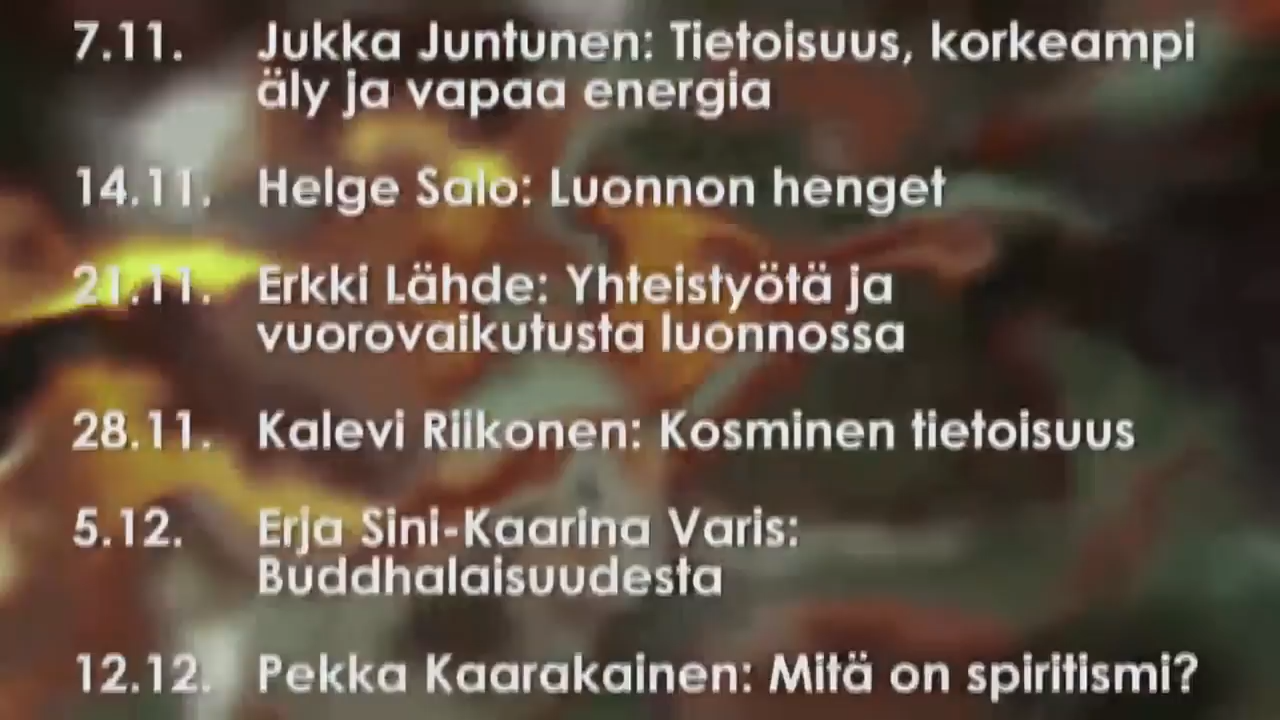 7.11. Jukka Juntunen: Tietoisuus, korkeampi
äly ja vapaa energia
14.11. Helge Salo: Luonnon henget
21.11. Erkki Lähde: Yhteistyötä ja
vuorovaikutusta luonnossa
28.11. Kalevi Riikonen: Kosminen tietoisuus
5.12. Erja Sini-Kaarina Varis:
Buddhalaisuudesta
12.12. Pekka Kaarakainen: Mitä on spiritismi?